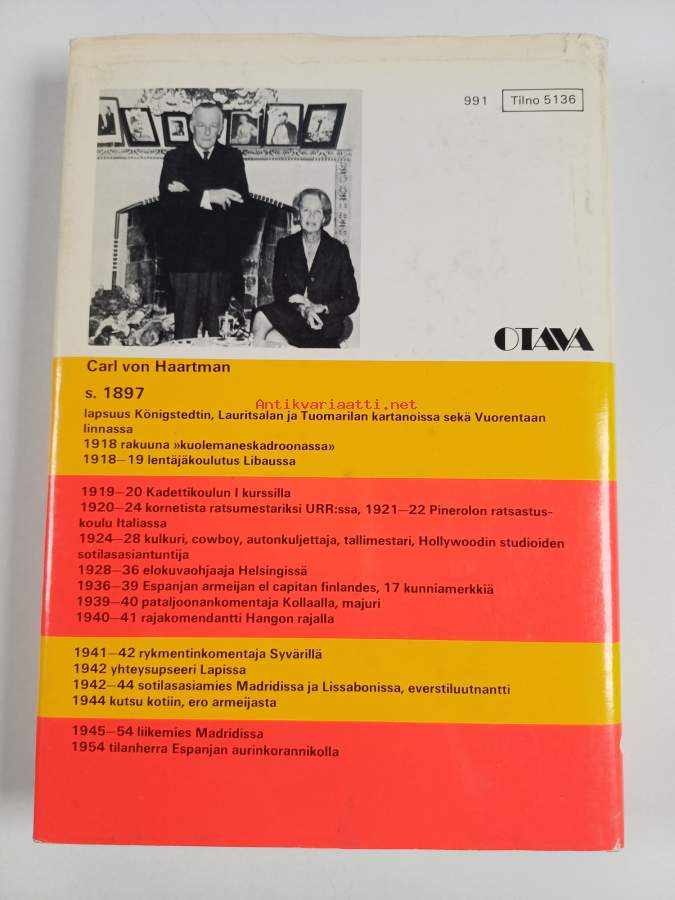 991 Tilno 5136
OTAVA
Carl von Haartman
s. 1897
Antikvariaatti.net
lapsuus Königstedtin, Lauritsalan ja Tuomarilan kartanoissa sekä Vuorentaan
linnassa
1918 rakuuna »kuolemaneskadroonassa»
1918—19 lentäjäkoulutus Libaussa
1919—20 Kadettikoulun I kurssilla
1920—24 kornetista ratsumestariksi URR:ssa, 1921—22 Pinerolon ratsastus-
koulu Italiassa
1924—28 kulkuri, cowboy, autonkuljettaja, tallimestari, Hollywoodin studioiden
sotilasasiantuntija
1928—36 elokuvaohjaaja Helsingissä
1936—39 Espanjan armeijan el capitan finlandes, 17 kunniamerkkiä
1939—40 pataljoonankomentaja Kollaalla, majuri
1940—41 rajakomendantti Hangon rajalla
1941—42 rykmentinkomentaja Syvärillä
1942 yhteysupseeri Lapissa
1942—44 sotilasasiamies Madridissa ja Lissabonissa, everstiluutnantti
1944 kutsu kotiin, ero armeijasta
1945—54 liikemies Madridissa
1954 tilanherra Espanjan aurinkorannikolla